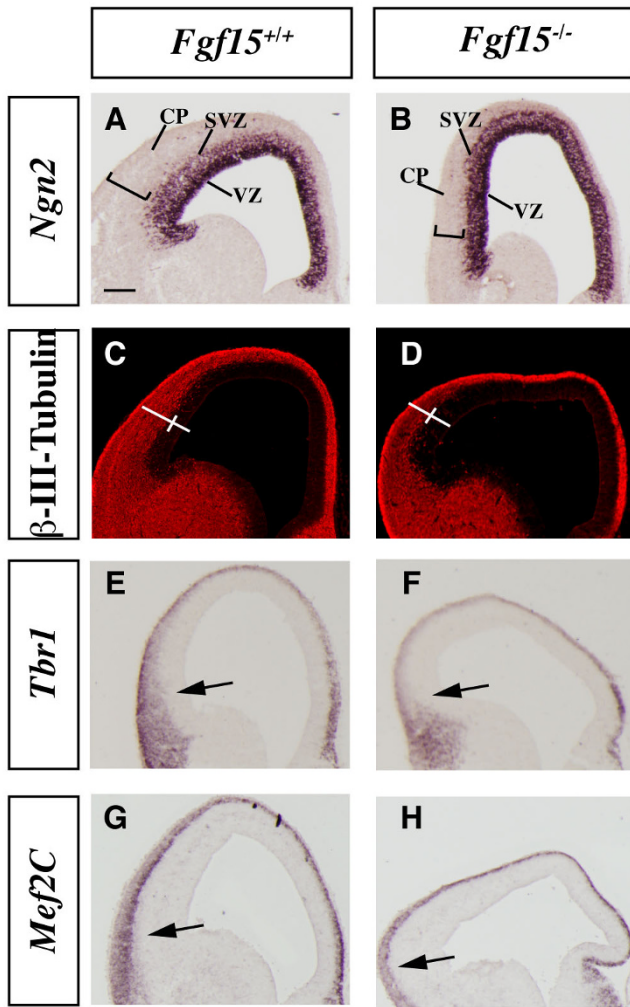 Fgf15+/+
Fgf15-/-
Ngn2
A
CP
SVZ
VZ
B
SVZ
CP
VZ
β-III-Tubulin
C
D
Tbr1
E
F
Mef2C
G
H